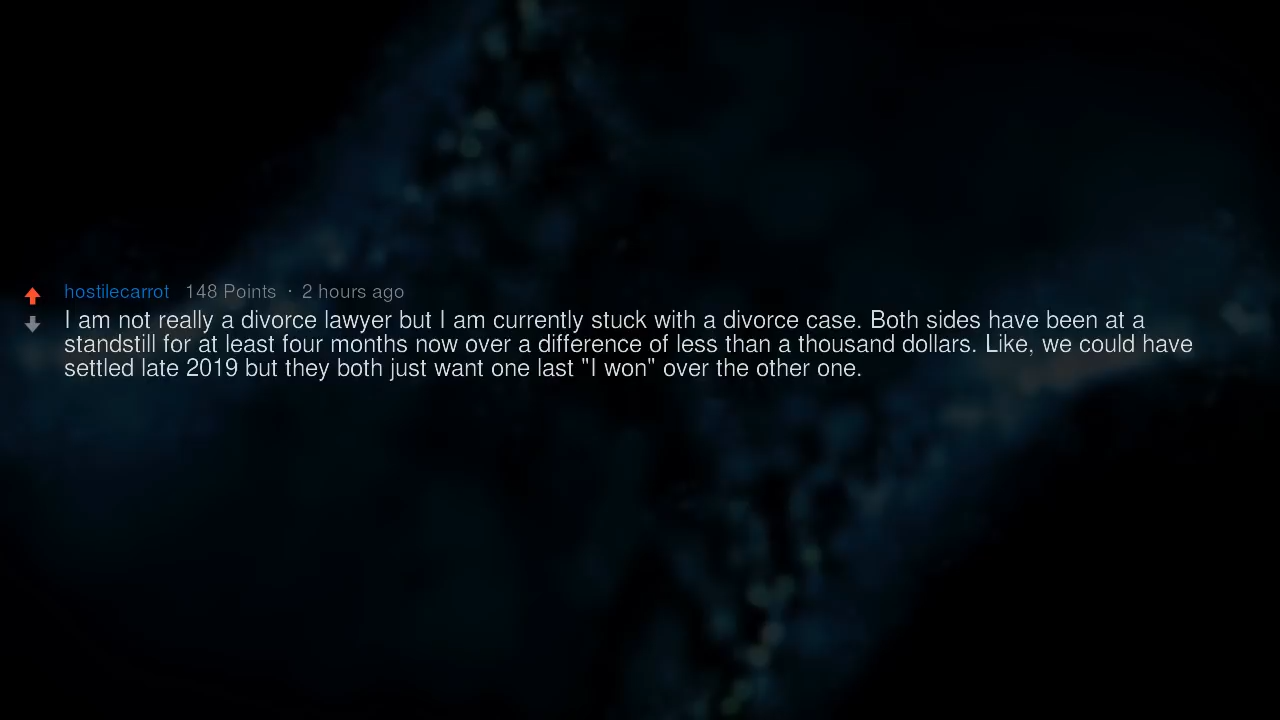 hostilecarrot 148 Points · 2 hours ago
I am not really a divorce lawyer but I am currently stuck with a divorce case. Both sides have been at a
standstill for at least four months now over a difference of less than a thousand dollars. Like, we could have
settled late 2019 but they both just want one last "I won" over the other one.